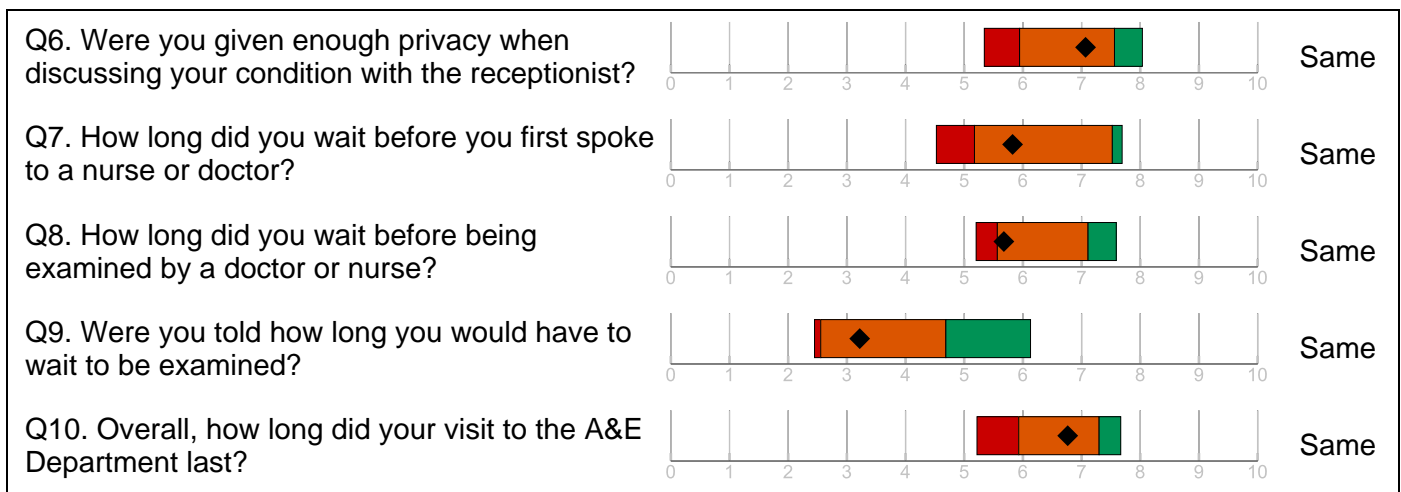 Q6. Were you given enough privacy when
discussing your condition with the receptionist?
0 1 2 3 4 5 6 7 8 9 10
Same
Q7. How long did you wait before you first spoke
to a nurse or doctor?
0 1 2 3 4 5 6 7 8 9 10
Same
Q8. How long did you wait before being
examined by a doctor or nurse?
0 1 2 3 4 5 6 7 8 9 10
Same
Q9. Were you told how long you would have to
wait to be examined?
0 1 2 3 4 5 6 7 8 9 10
Same
Q10. Overall, how long did your visit to the A&E
Department last?
0 1 2 3 4 5 6 7 8 9 10
Same